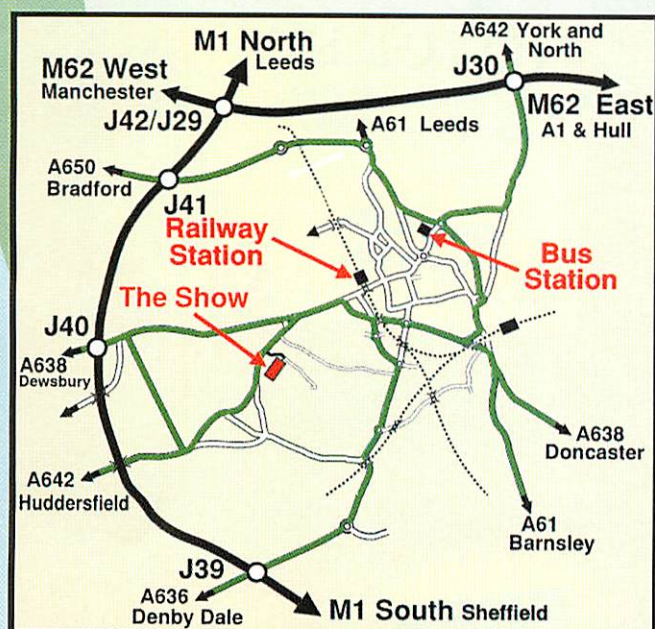 A642 York and
North
M1 North
Leeds
J30
M62 West
Manchester
J42/J29
M62 East
A1 & Hull
A61 Leeds
A650
Bradford
J41
Railway
Station
Bus
Station
The Show
J40
A638
Dewsbury
A638
Doncaster
A642
Huddersfield
A61
Barnsley
J39
A636
Denby Dale
M1 South Sheffield